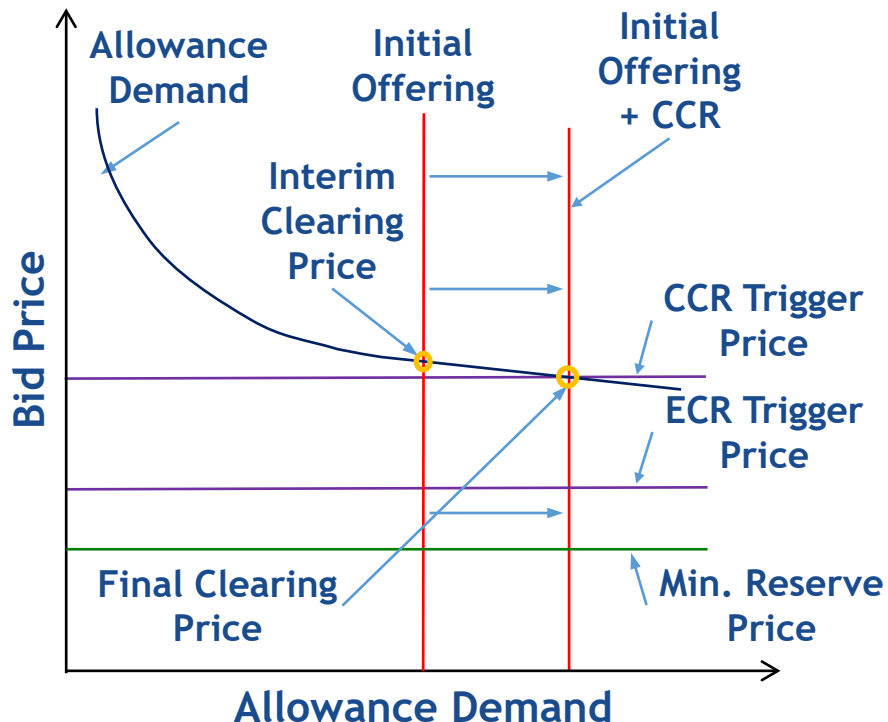 Allowance
Demand
Initial
Offering
Initial
Offering
+ CCR
Interim
Clearing
Price
CCR Trigger
Price
ECR Trigger
Price
Bid Price
Final Clearing
Price
Min. Reserve
Price
Allowance Demand